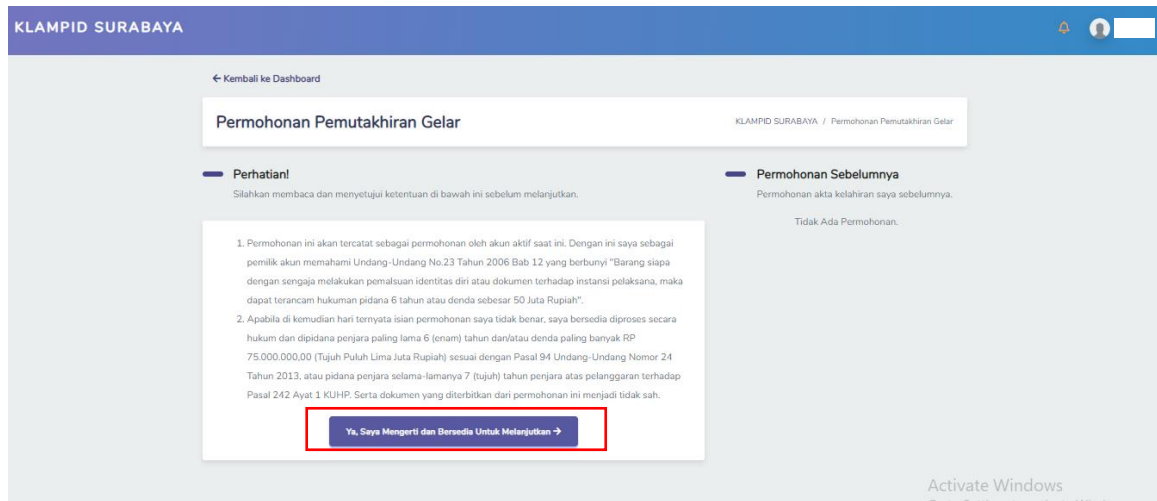 KLAMPID SURABAYA
← Kembali ke Dashboard
Permohonan Pemutakhiran Gelar
KLAMPID SURABAYA / Permohonan Pemutakhiran Gelar
Perhatian!
Silahkan membaca dan menyetujui ketentuan di bawah ini sebelum melanjutkan.
1. Permohonan ini akan tercatat sebagai permohonan oleh akun aktif saat ini. Dengan ini saya sebagai
pemilik akun memahami Undang-Undang No.23 Tahun 2006 Bab 12 yang berbunyi "Barang siapa
dengan sengaja melakukan pemalsuan identitas diri atau dokumen terhadap instansi pelaksana, maka
dapat terancam hukuman pidana 6 tahun atau denda sebesar 50 Juta Rupiah".
2. Apabila di kemudian hari ternyata isian permohonan saya tidak benar, saya bersedia diproses secara
hukum dan dipidana penjara paling lama 6 (enam) tahun dan/atau denda paling banyak RP
75.000.000,00 (Tujuh Puluh Lima Juta Rupiah) sesuai dengan Pasal 94 Undang-Undang Nomor 24
Tahun 2013, atau pidana penjara selama-lamanya 7 (tujuh) tahun penjara atas pelanggaran terhadap
Pasal 242 Ayat 1 KUHP. Serta dokumen yang diterbitkan dari permohonan ini menjadi tidak sah.
Ya, Saya Mengerti dan Bersedia Untuk Melanjutkan →
Permohonan Sebelumnya
Permohonan akta kelahiran saya sebelumnya.
Tidak Ada Permohonan.
Activate Windows